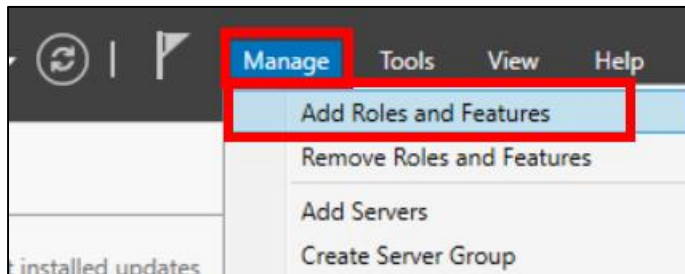 Manage Tools View Help
Add Roles and Features
Remove Roles and Features
Add Servers
installed updates
Create Server Group